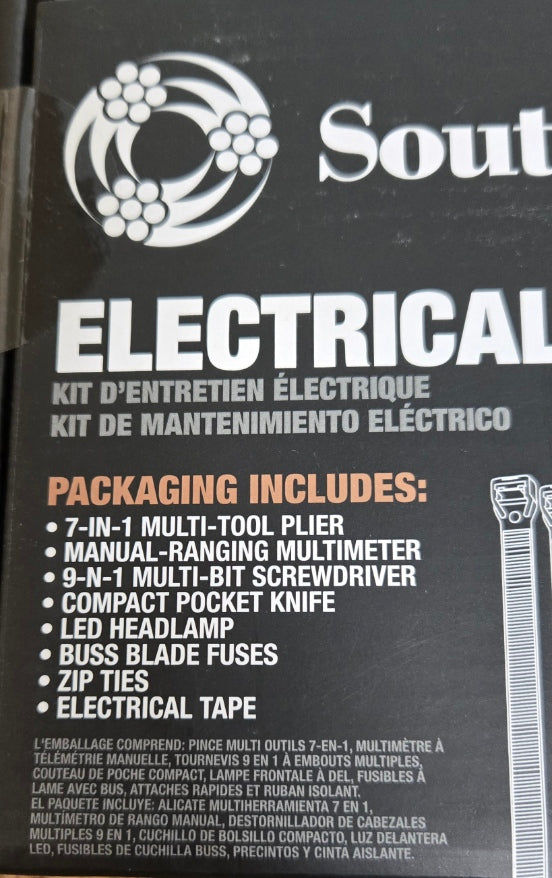 Sout
ELECTRICAL
KIT D'ENTRETIEN ÉLECTRIQUE
KIT DE MANTENIMIENTO ELÉCTRICO
PACKAGING INCLUDES:
• 7-IN-1 MULTI-TOOL PLIER
• MANUAL-RANGING MULTIMETER
• 9-N-1 MULTI-BIT SCREWDRIVER
• COMPACT POCKET KNIFE
• LED HEADLAMP
• BUSS BLADE FUSES
• ZIP TIES
• ELECTRICAL TAPE
L'EMBALLAGE COMPREND: PINCE MULTI OUTILS 7-EN-1, MULTIMÈTRE À
TÉLÉMÉTRIE MANUELLE, TOURNEVIS 9 EN 1 À EMBOUTS MULTIPLES,
COUTEAU DE POCHE COMPACT, LAMPE FRONTALE À DEL, FUSIBLES À
LAME AVEC BUS, ATTACHES RAPIDES ET RUBAN ISOLANT.
EL PAQUETE INCLUYE: ALICATE MULTIHERRAMIENTA 7 EN 1,
MULTÍMETRO DE RANGO MANUAL, DESTORNILLADOR DE CABEZALES
MULTIPLES 9 EN 1, CUCHILLO DE BOLSILLO COMPACTO, LUZ DELANTERA
LED, FUSIBLES DE CUCHILLA BUSS, PRECINTOS Y CINTA AISLANTE.